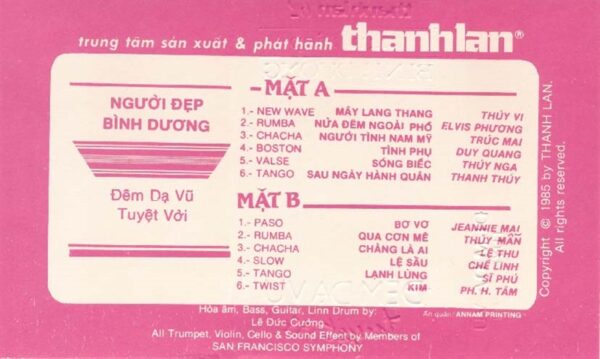 trung tâm sản xuất & phát hành thanhlan®
NGƯỜI ĐẸP
BÌNH DƯƠNG
Đêm Dạ Vũ
Tuyệt Vời
MẶT A
1.- NEW WAVE MÂY LANG THANG THÚY VI
2.- RUMBA NỬA ĐÊM NGOÀI PHỐ ELVIS PHƯƠNG
3.- CHACHA NGƯỜI TÌNH NAM MỸ TRÚC MAI
4.- BOSTON TÌNH PHỤ DUY QUANG
5.- VALSE SÓNG BIẾC THÚY NGA
6.- TANGO SAU NGÀY HÀNH QUÂN THANH THÚY
MẶT B
1.- PASO BƠ VƠ JEANNIE MAI
2.- RUMBA QUA CƠN MÊ THÚY MẪN
3.- CHACHA CHÀNG LÀ AI LỆ THU
4.- SLOW LỆ SẦU CHẾ LINH
5.- TANGO LẠNH LÙNG SĨ PHÚ
6.- TWIST KIM PH. H. TÂM
Copyright © 1985 by THANH LAN.
All rights reserved.
Hòa âm, Bass, Guitar, Linn Drum by:
Lê Đức Cường.
All Trumpet, Violin, Cello & Sound Effect by Members of
SAN FRANCISCO SYMPHONY
Ấn quán: ANNAM PRINTING